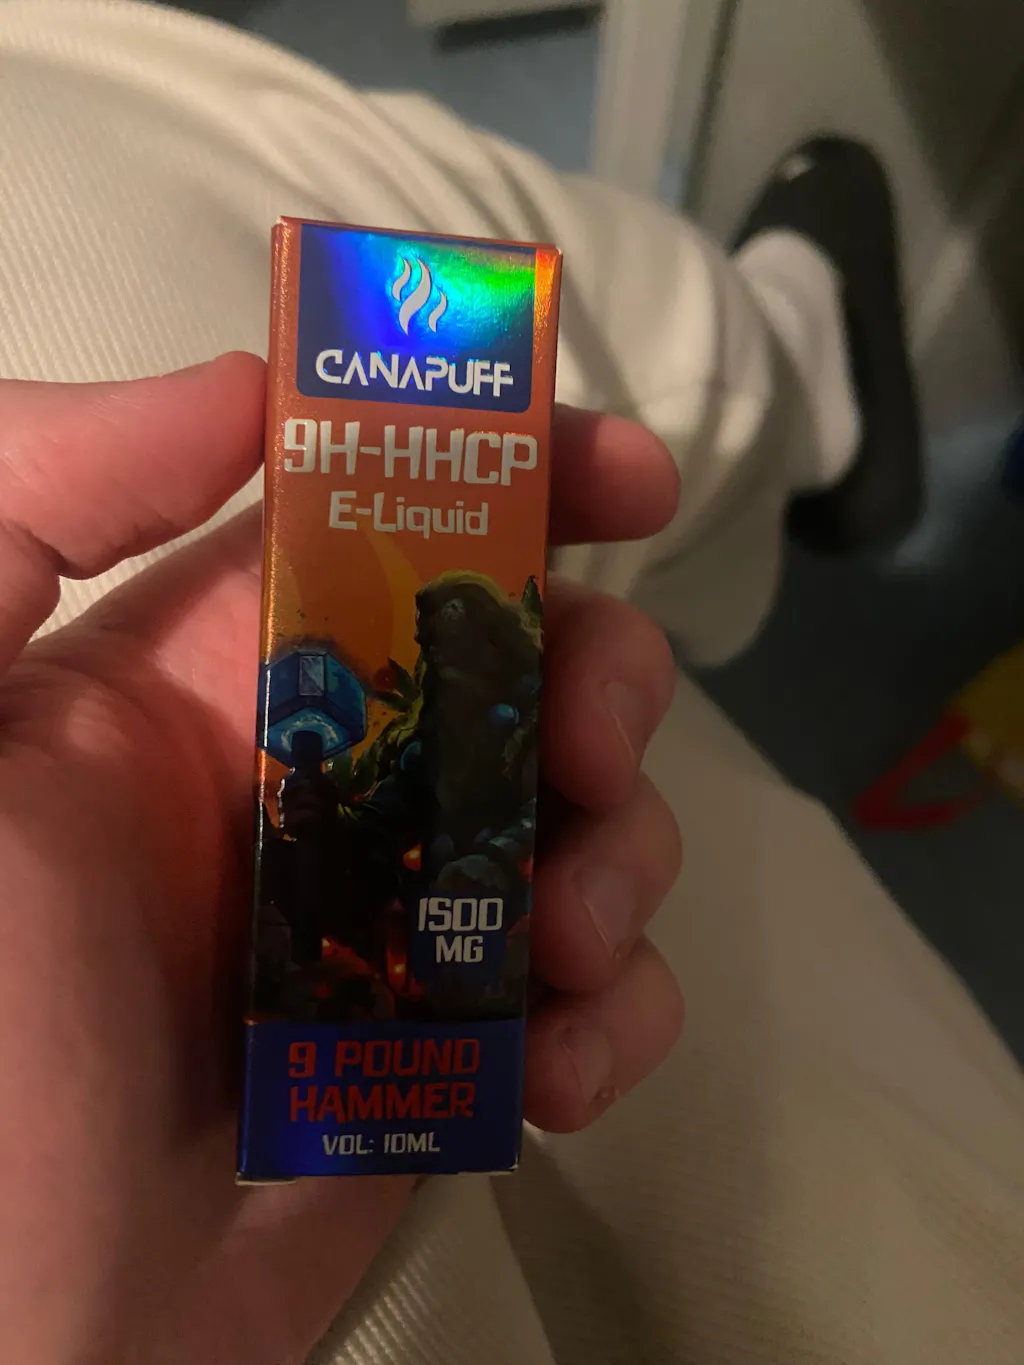 CANAPUFF
9H-HHCP
E-Liquid
1500
MG
9 POUND
HAMMER
VOL: 10ML